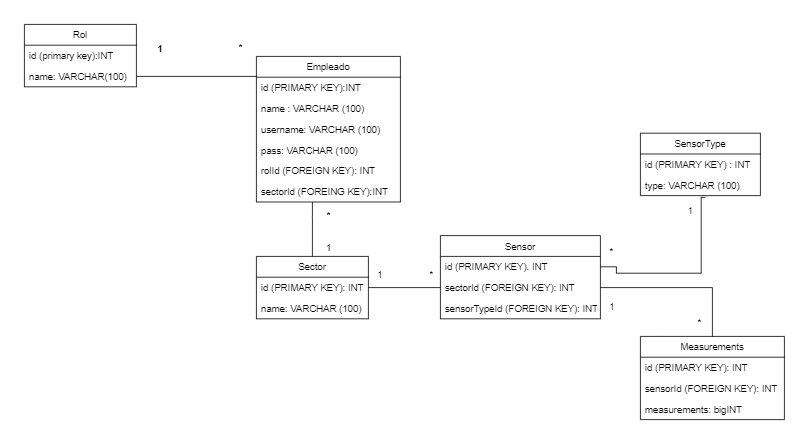 Rol
id (primary key):INT
name: VARCHAR(100)
1
*
Empleado
id (PRIMARY KEY):INT
name : VARCHAR (100)
username: VARCHAR (100)
pass: VARCHAR (100)
rolId (FOREIGN KEY): INT
sectorId (FOREING KEY):INT
*
1
Sector
id (PRIMARY KEY): INT
name: VARCHAR (100)
1
*
Sensor
id (PRIMARY KEY). INT
sectorId (FOREIGN KEY): INT
sensorTypeId (FOREIGN KEY): INT
SensorType
id (PRIMARY KEY) : INT
type: VARCHAR (100)
1
*
1
*
Measurements
id (PRIMARY KEY): INT
sensorId (FOREIGN KEY): INT
measurements: bigINT